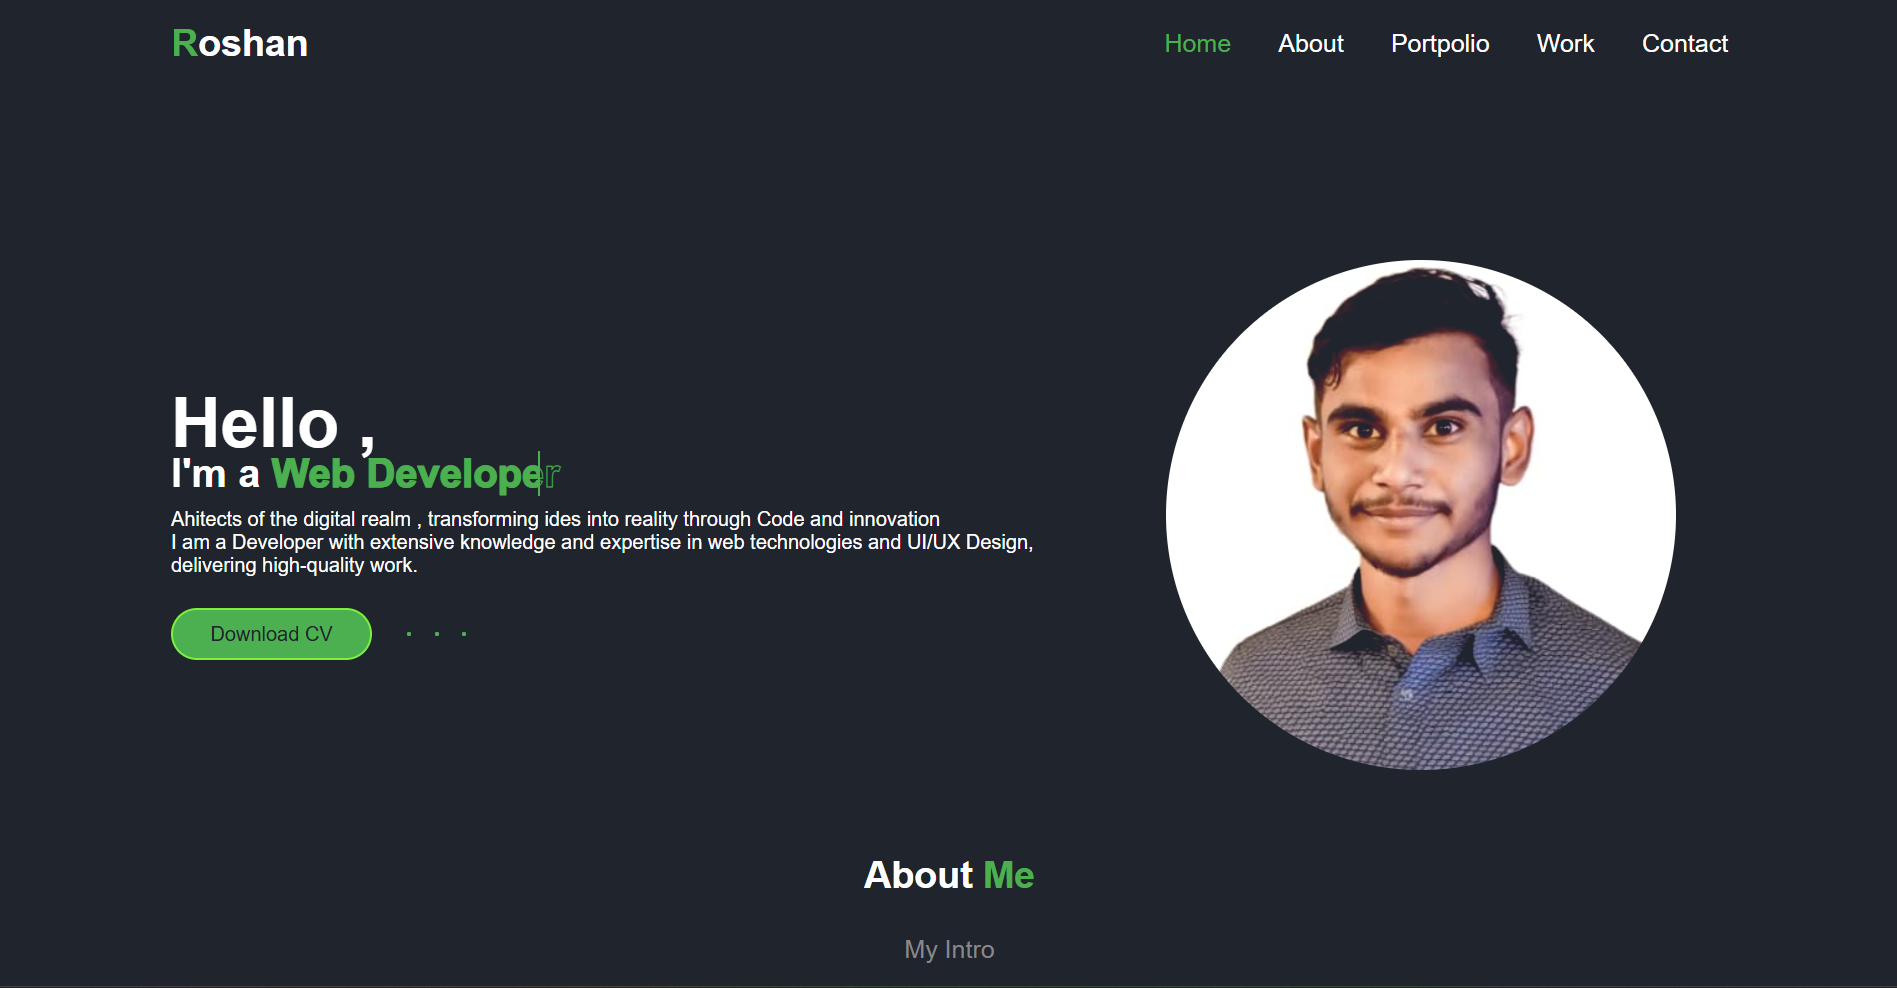 Roshan
Home About Portpolio Work Contact
Hello ,
I'm a Web Developer
Ahitects of the digital realm , transforming ides into reality through Code and innovation
I am a Developer with extensive knowledge and expertise in web technologies and UI/UX Design,
delivering high-quality work.
Download CV
About Me
My Intro